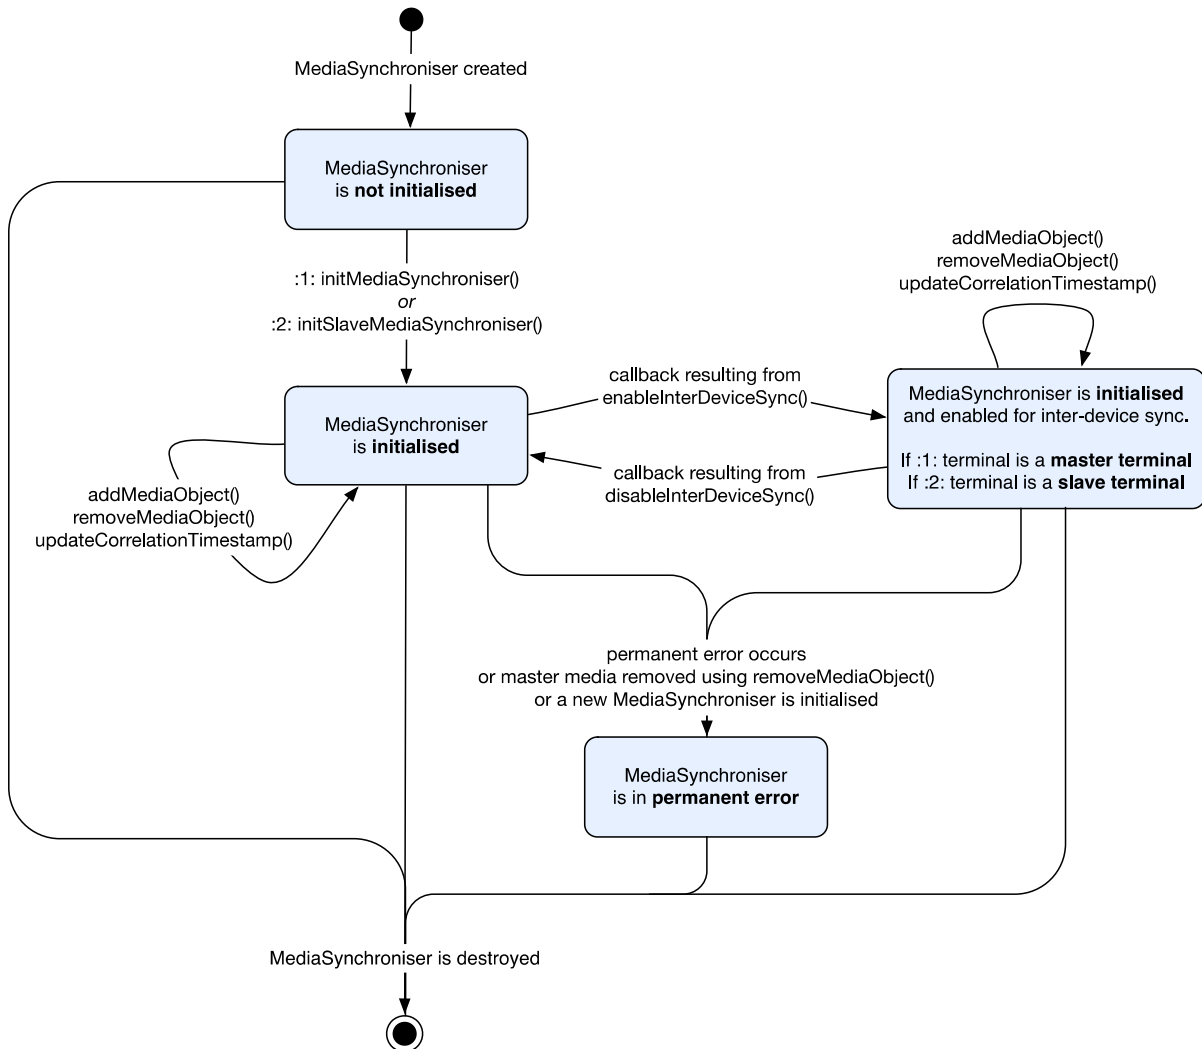 MediaSynchroniser created
MediaSynchroniser
is not initialised
:1: initMediaSynchroniser()
or
:2: initSlaveMediaSynchroniser()
addMediaObject()
removeMediaObject()
updateCorrelationTimestamp()
callback resulting from
enableInterDeviceSync()
MediaSynchroniser is initialised
and enabled for inter-device sync.
If :1: terminal is a master terminal
If :2: terminal is a slave terminal
MediaSynchroniser
is initialised
callback resulting from
disableInterDeviceSync()
addMediaObject()
removeMediaObject()
updateCorrelationTimestamp()
permanent error occurs
or master media removed using removeMediaObject()
or a new MediaSynchroniser is initialised
MediaSynchroniser
is in permanent error
MediaSynchroniser is destroyed